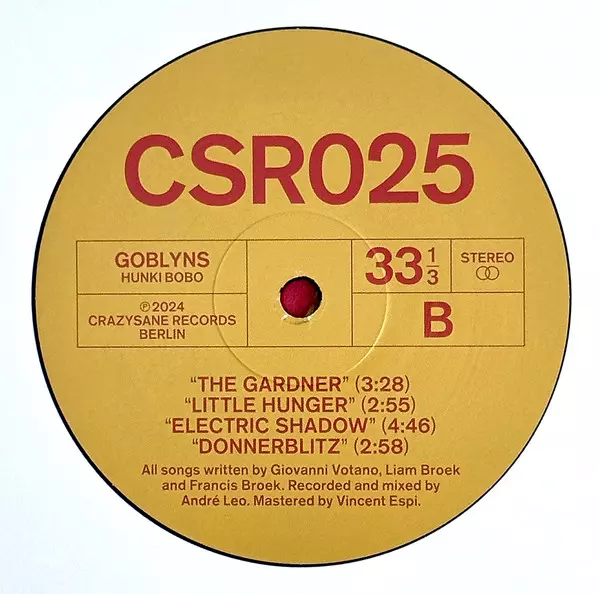 CSR025
GOBLYNS
HUNKI BOBO
33 1/3
STEREO
℗ 2024
CRAZYSANE RECORDS
BERLIN
B
“THE GARDNER” (3:28)
“LITTLE HUNGER” (2:55)
“ELECTRIC SHADOW” (4:46)
“DONNERBLITZ” (2:58)
All songs written by Giovanni Votano, Liam Broek
and Francis Broek. Recorded and mixed by
André Leo. Mastered by Vincent Espi.